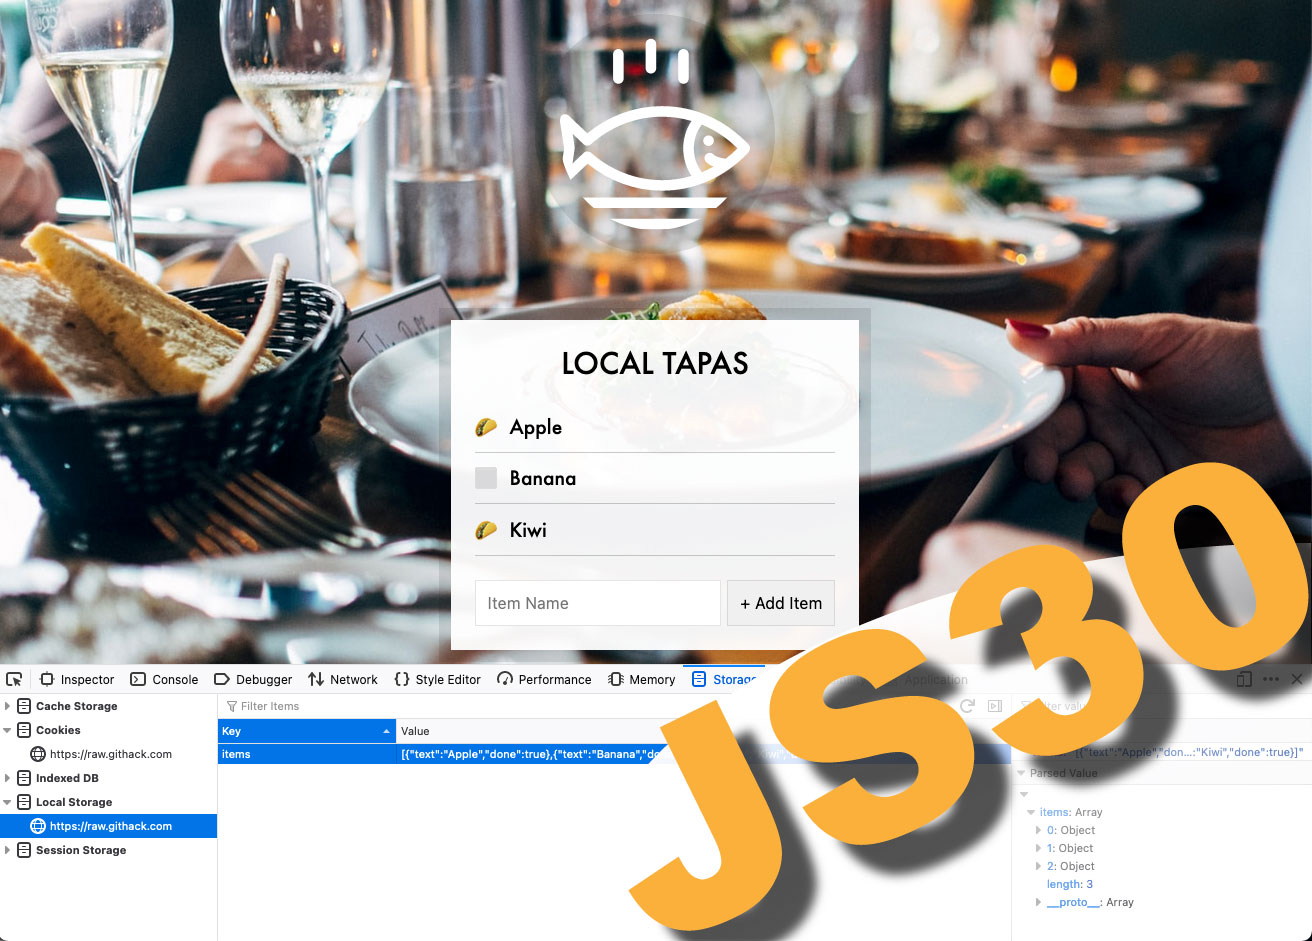 LOCAL TAPAS
Apple
Banana
Kiwi
Item Name
+ Add Item
JS30
Inspector
Console
Debugger
Network
Style Editor
Performance
Memory
Storage
Application
Cache Storage
Cookies
https://raw.githack.com
Indexed DB
Local Storage
https://raw.githack.com
Session Storage
Filter Items
Key
Value
items
[{"text":"Apple","done":true},{"text":"Banana","do
Kiwi","
[{"text":"Apple","don...:"Kiwi","done":true}]"
Parsed Value
items: Array
0: Object
1: Object
2: Object
length: 3
__proto__: Array